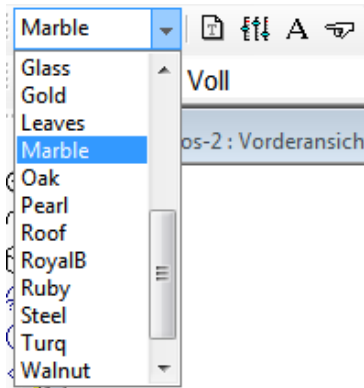 Marble
T A
Glass
Voll
Gold
Leaves
Marble
os-2 : Vorderansich
Oak
Pearl
Roof
RoyalB
Ruby
Steel
Turq
Walnut